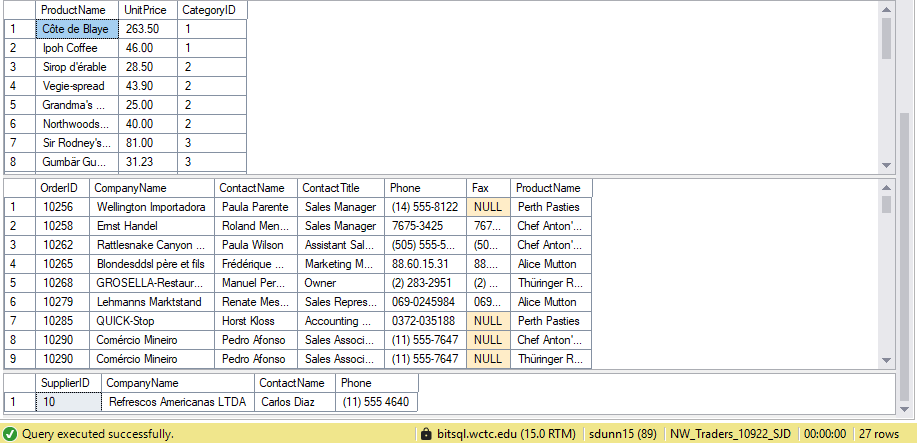 ProductName UnitPrice CategoryID
1 Côte de Blaye 263.50 1
2 Ipoh Coffee 46.00 1
3 Sirop d'érable 28.50 2
4 Vegie-spread 43.90 2
5 Grandma's ... 25.00 2
6 Northwoods... 40.00 2
7 Sir Rodney's... 81.00 3
8 Gumbär Gu... 31.23 3
OrderID CompanyName ContactName ContactTitle Phone Fax ProductName
1 10256 Wellington Importadora Paula Parente Sales Manager (14) 555-8122 NULL Perth Pasties
2 10258 Ernst Handel Roland Men... Sales Manager 7675-3425 767... Chef Anton'...
3 10262 Rattlesnake Canyon ... Paula Wilson Assistant Sal... (505) 555-5... (50... Chef Anton'...
4 10265 Blondesddsl père et fils Frédérique ... Marketing M... 88.60.15.31 88.... Alice Mutton
5 10268 GROSELLA-Restaur... Manuel Per... Owner (2) 283-2951 (2) ... Thüringer R...
6 10279 Lehmanns Marktstand Renate Mes... Sales Repres... 069-0245984 069... Alice Mutton
7 10285 QUICK-Stop Horst Kloss Accounting ... 0372-035188 NULL Perth Pasties
8 10290 Comércio Mineiro Pedro Afonso Sales Associ... (11) 555-7647 NULL Chef Anton'...
9 10290 Comércio Mineiro Pedro Afonso Sales Associ... (11) 555-7647 NULL Thüringer R...
SupplierID CompanyName ContactName Phone
1 10 Refrescos Americanas LTDA Carlos Diaz (11) 555 4640
Query executed successfully. bitsql.wctc.edu (15.0 RTM) sdunn15 (89) NW_Traders_10922_SJD 00:00:00 27 rows